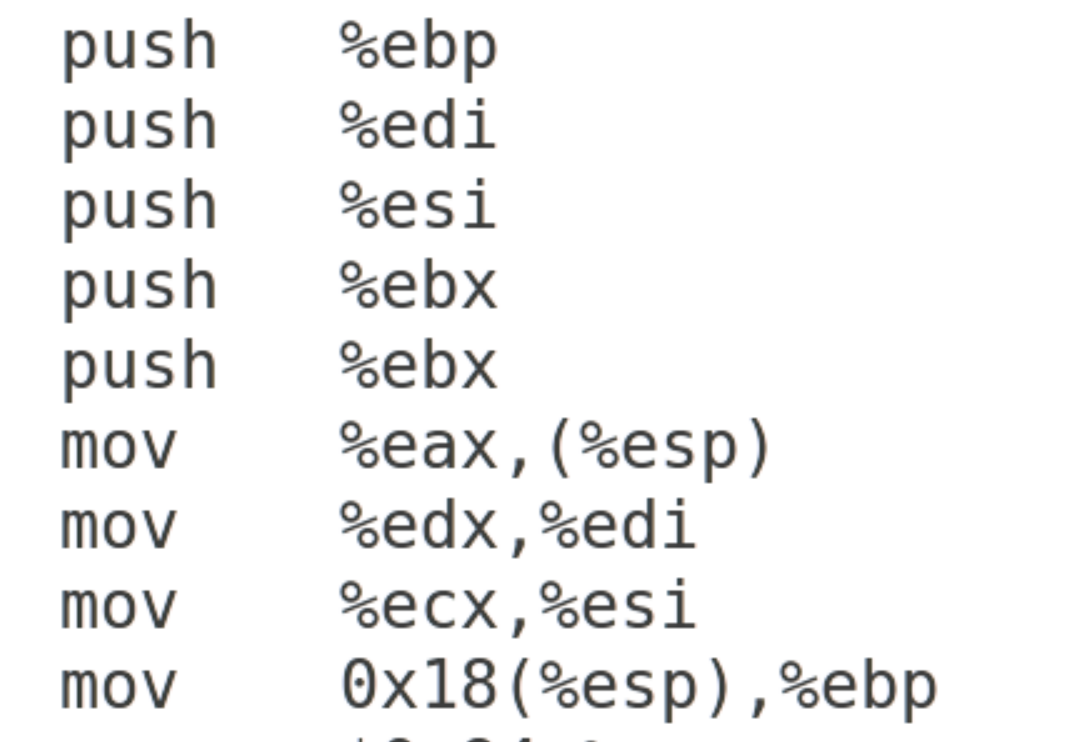 push   %ebp
push   %edi
push   %esi
push   %ebx
push   %ebx
mov    %eax,(%esp)
mov    %edx,%edi
mov    %ecx,%esi
mov    0x18(%esp),%ebp